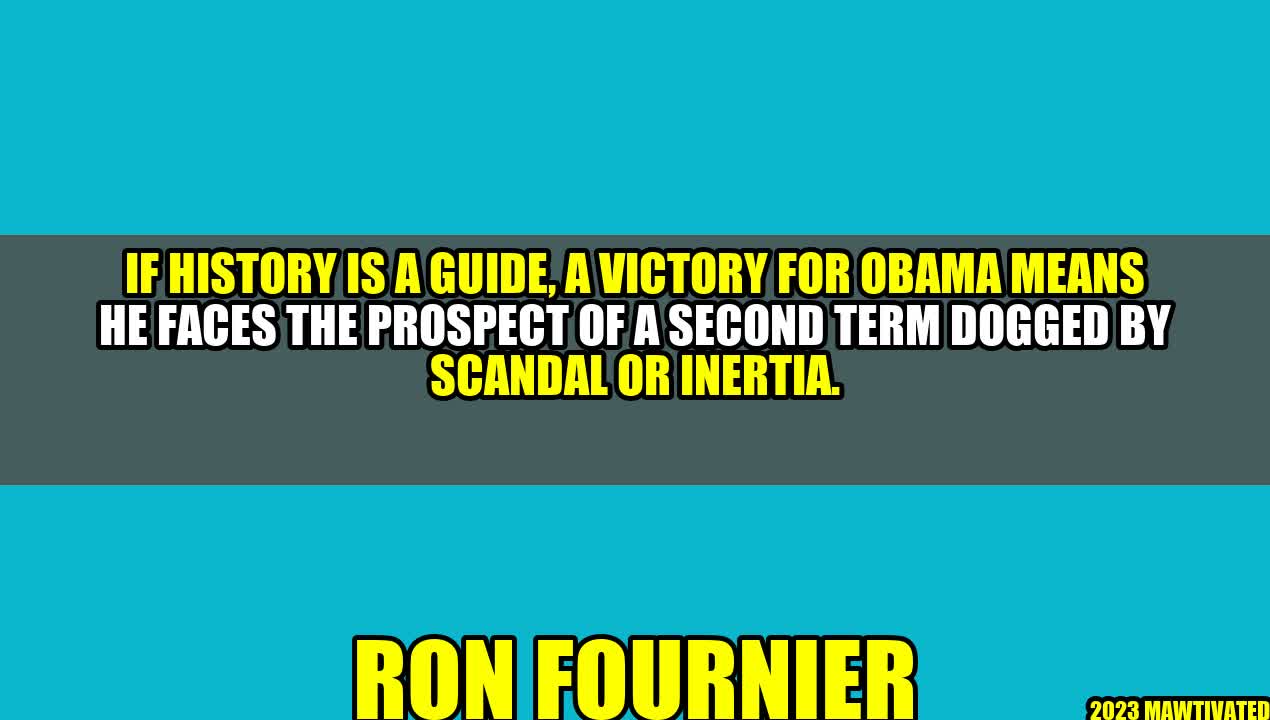 IF HISTORY IS A GUIDE, A VICTORY FOR OBAMA MEANS
HE FACES THE PROSPECT OF A SECOND TERM DOGGED BY
SCANDAL OR INERTIA.
RON FOURNIER
2023 MAWTIVATED